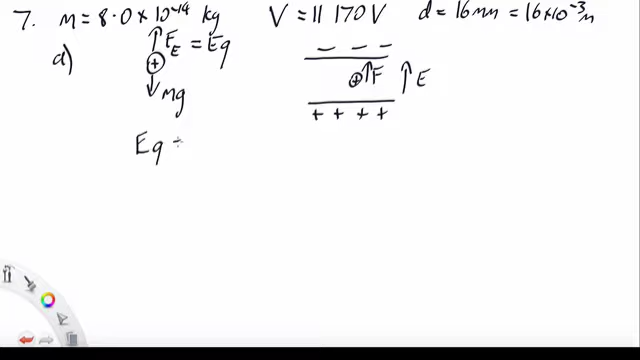 7. m = 8.0 × 10⁻¹⁴ kg V = 11 170 V d = 16 mm = 16×10⁻³ m
a) ↑ F_E = Eq
+
↓ mg
− − −
+ ↑F ↑ E
+ + + +
Eq